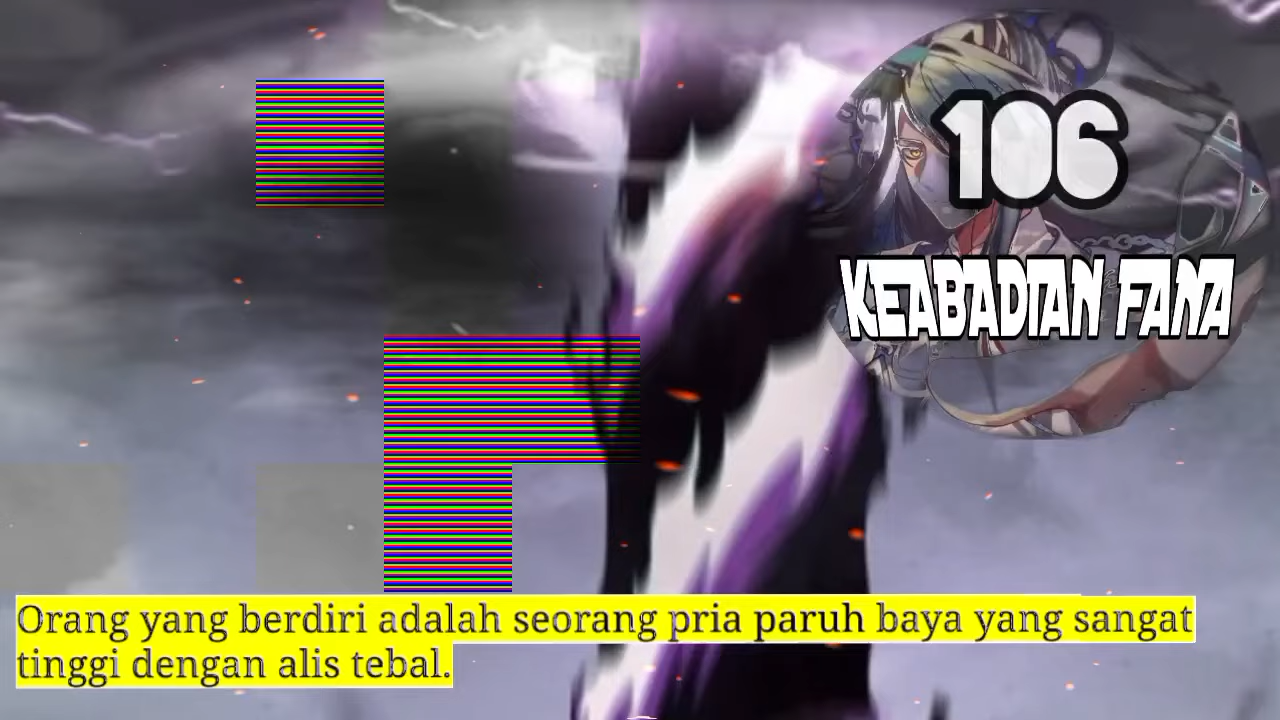 106
KEABADIAN FANA
Orang yang berdiri adalah seorang pria paruh baya yang sangat
tinggi dengan alis tebal.